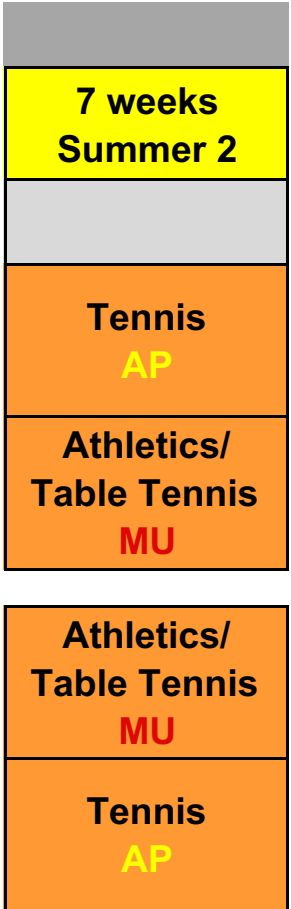 7 weeks
Summer 2
Tennis
AP
Athletics/
Table Tennis
MU
Athletics/
Table Tennis
MU
Tennis
AP